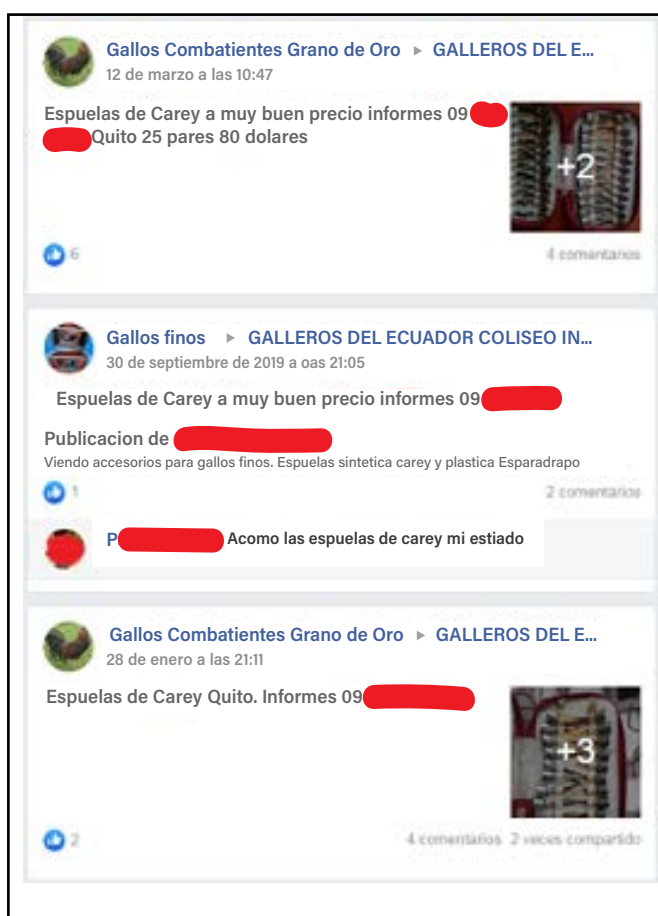 Gallos Combatientes Grano de Oro ▸ GALLEROS DEL E...
12 de marzo a las 10:47
Espuelas de Carey a muy buen precio informes 09
Quito 25 pares 80 dolares
+2
6
4 comentarios
Gallos finos ▸ GALLEROS DEL ECUADOR COLISEO IN...
30 de septiembre de 2019 a oas 21:05
Espuelas de Carey a muy buen precio informes 09
Publicacion de
Viendo accesorios para gallos finos. Espuelas sintetica carey y plastica Esparadrapo
1
2 comentarios
P
Acomo las espuelas de carey mi estiado
Gallos Combatientes Grano de Oro ▸ GALLEROS DEL E...
28 de enero a las 21:11
Espuelas de Carey Quito. Informes 09
+3
2
4 comentarios 2 veces compartido